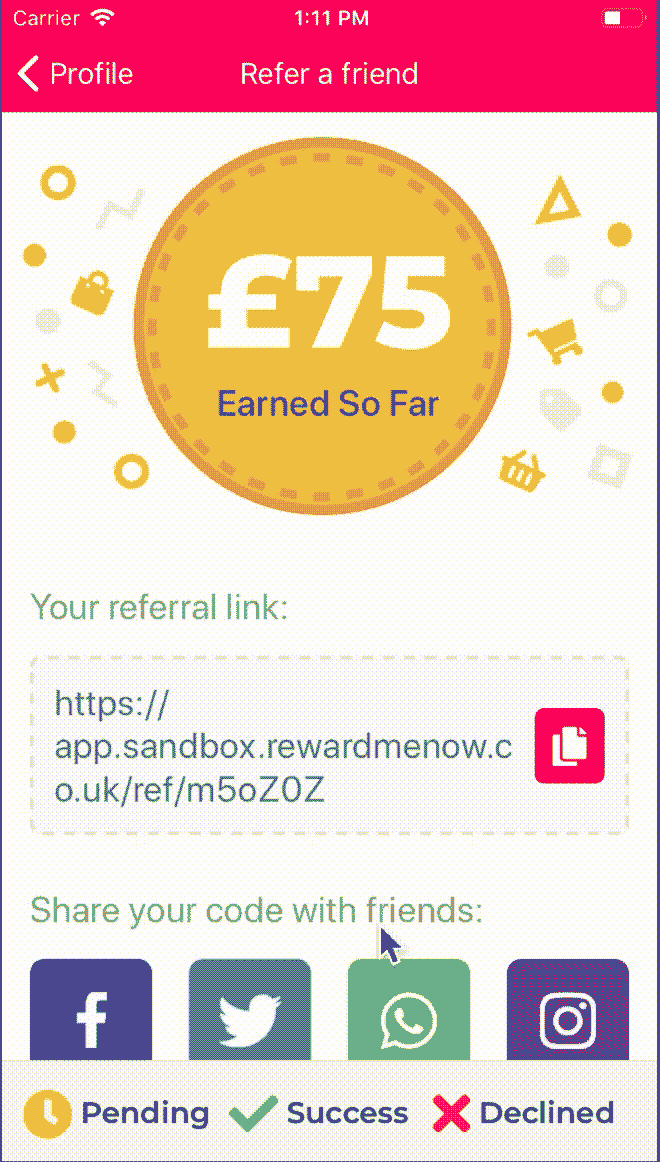 Carrier 1:11 PM
Profile Refer a friend
£75
Earned So Far
Your referral link:
https://
app.sandbox.rewardmenow.c
o.uk/ref/m5oZ0Z
Share your code with friends:
Pending Success Declined